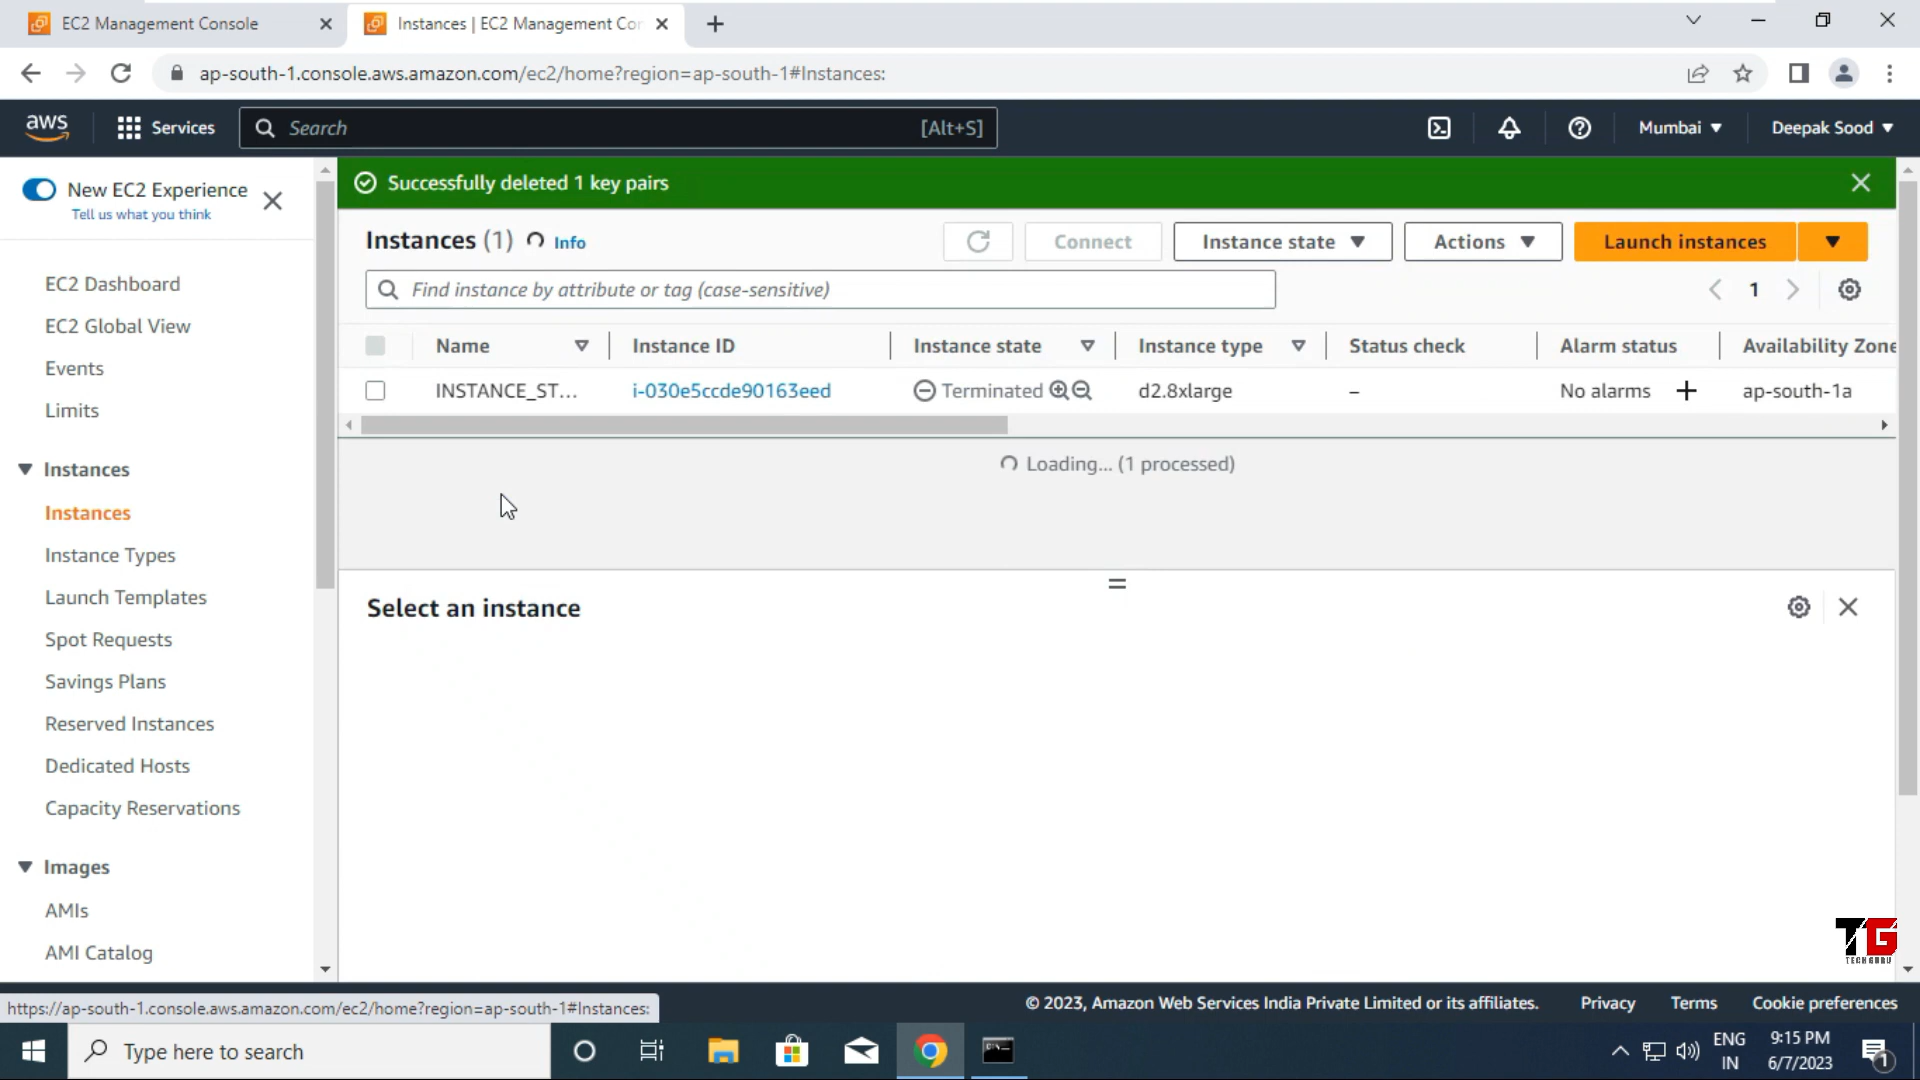 EC2 Management Console
Instances | EC2 Management Con
ap-south-1.console.aws.amazon.com/ec2/home?region=ap-south-1#Instances:
aws
Services
Search
[Alt+S]
Mumbai
Deepak Sood
New EC2 Experience
Tell us what you think
EC2 Dashboard
EC2 Global View
Events
Limits
Instances
Instances
Instance Types
Launch Templates
Spot Requests
Savings Plans
Reserved Instances
Dedicated Hosts
Capacity Reservations
Images
AMIs
AMI Catalog
Successfully deleted 1 key pairs
Instances (1)
Info
Connect
Instance state
Actions
Launch instances
Find instance by attribute or tag (case-sensitive)
1
Name
Instance ID
Instance state
Instance type
Status check
Alarm status
Availability Zone
INSTANCE_ST...
i-030e5ccde90163eed
Terminated
d2.8xlarge
–
No alarms
ap-south-1a
Loading... (1 processed)
Select an instance
TG
TECH GURU
https://ap-south-1.console.aws.amazon.com/ec2/home?region=ap-south-1#Instances:
© 2023, Amazon Web Services India Private Limited or its affiliates.
Privacy
Terms
Cookie preferences
Type here to search
ENG
IN
9:15 PM
6/7/2023
1